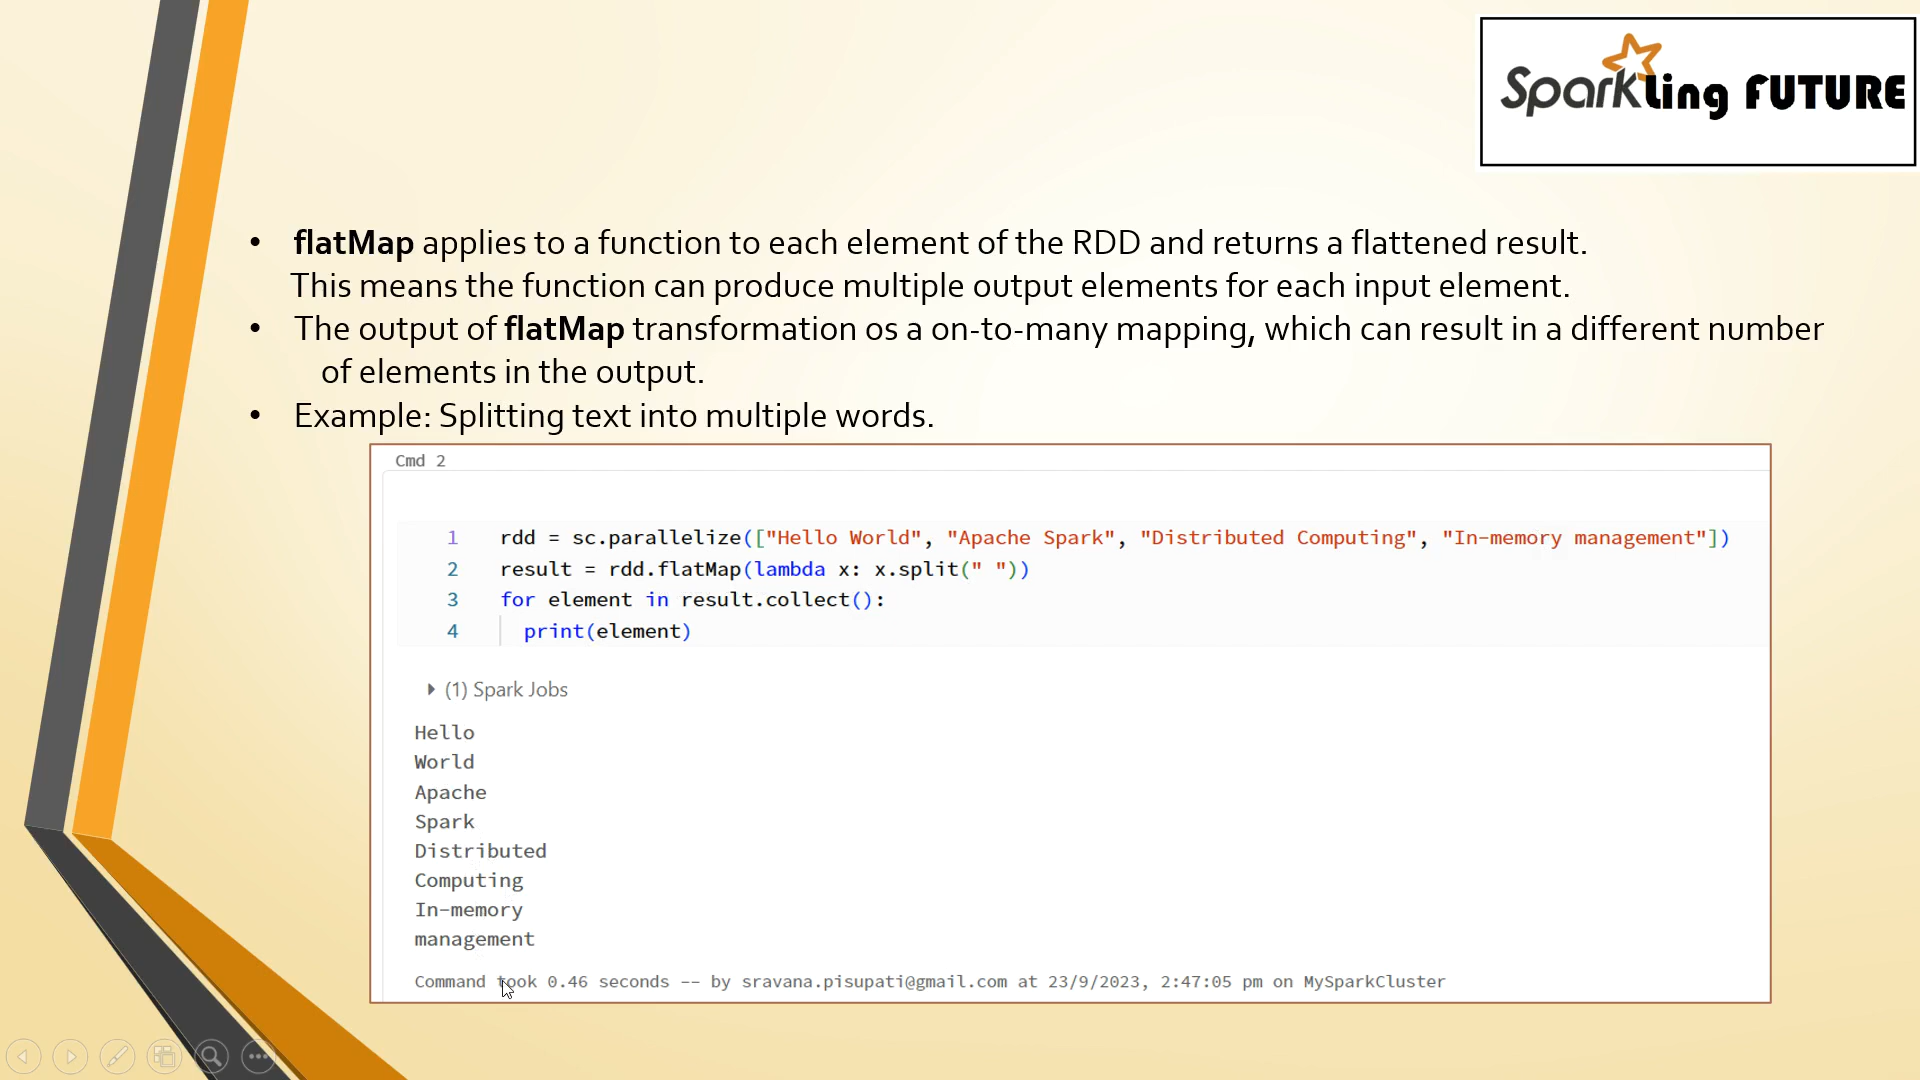 Sparkling FUTURE
• flatMap applies to a function to each element of the RDD and returns a flattened result.
This means the function can produce multiple output elements for each input element.
• The output of flatMap transformation os a on-to-many mapping, which can result in a different number
of elements in the output.
• Example: Splitting text into multiple words.
Cmd 2
1 rdd = sc.parallelize(["Hello World", "Apache Spark", "Distributed Computing", "In-memory management"])
2 result = rdd.flatMap(lambda x: x.split(" "))
3 for element in result.collect():
4 print(element)
(1) Spark Jobs
Hello
World
Apache
Spark
Distributed
Computing
In-memory
management
Command took 0.46 seconds -- by sravana.pisupati@gmail.com at 23/9/2023, 2:47:05 pm on MySparkCluster